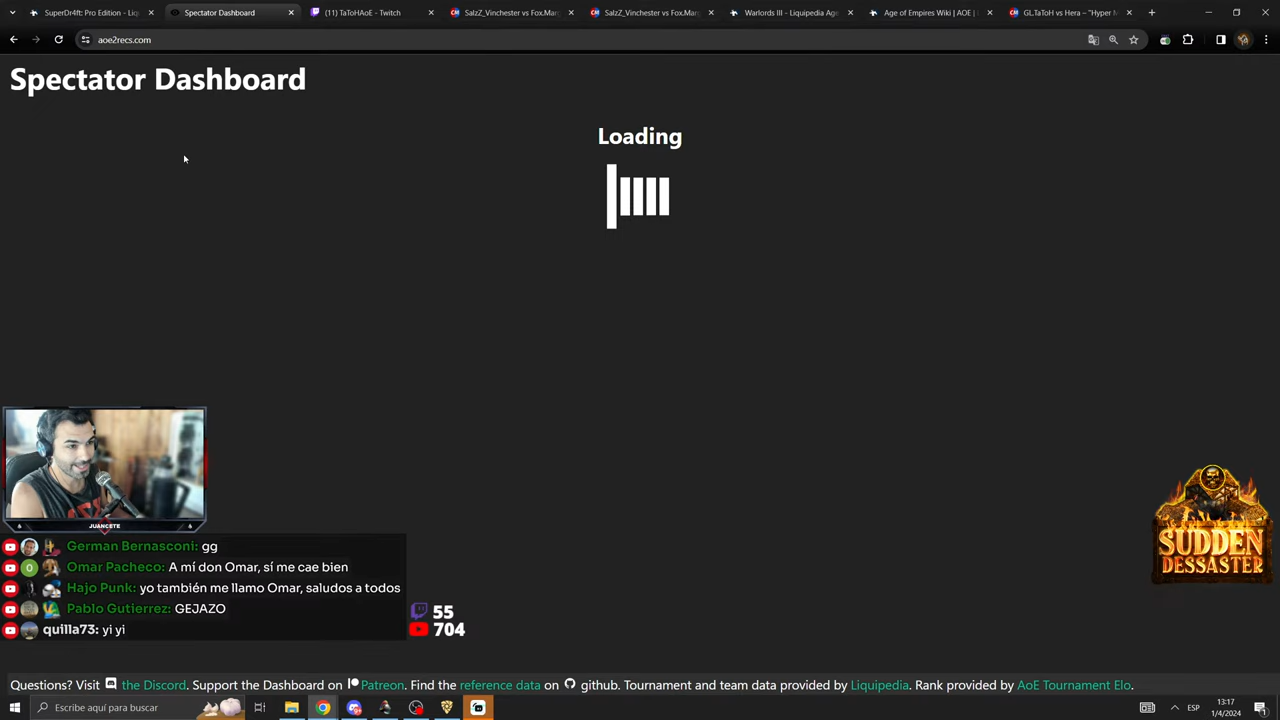 SuperDr4ft: Pro Edition - Liq
Spectator Dashboard
(11) TaToHAoE - Twitch
SalzZ_Vinchester vs Fox.Mar
SalzZ_Vinchester vs Fox.Mar
Warlords III - Liquipedia Age
Age of Empires Wiki | AOE |
GL.TaToH vs Hera – "Hyper M
aoe2recs.com
Spectator Dashboard
Loading
JUANCETE
German Bernasconi: gg
Omar Pacheco: A mí don Omar, sí me cae bien
Hajo Punk: yo también me llamo Omar, saludos a todos
Pablo Gutierrez: GEJAZO
quilla73: yi yi
55
704
SUDDEN
DESSASTER
Questions? Visit the Discord. Support the Dashboard on Patreon. Find the reference data on github. Tournament and team data provided by Liquipedia. Rank provided by AoE Tournament Elo.
Escribe aquí para buscar
ESP
13:17
1/4/2024